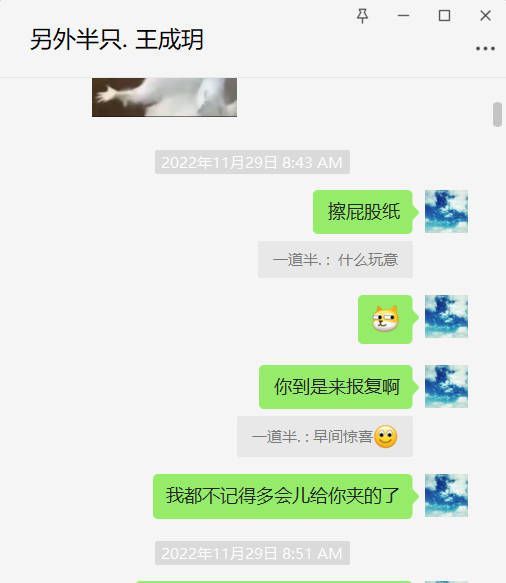 另外半只. 王成玥
2022年11月29日 8:43 AM
擦屁股纸
一道半. : 什么玩意
你到是来报复啊
一道半. : 早间惊喜
我都不记得多会儿给你夹的了
2022年11月29日 8:51 AM